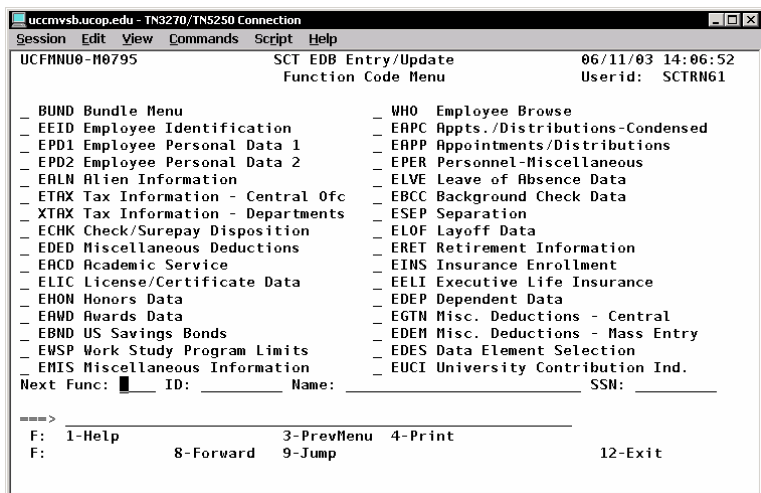 uccmvsb.ucop.edu - TN3270/TN5250 Connection
Session Edit View Commands Script Help
UCFMNU0-M0795 SCT EDB Entry/Update 06/11/03 14:06:52
Function Code Menu Userid: SCTRN61
_ BUND Bundle Menu _ WHO Employee Browse
_ EEID Employee Identification _ EAPC Appts./Distributions-Condensed
_ EPD1 Employee Personal Data 1 _ EAPP Appointments/Distributions
_ EPD2 Employee Personal Data 2 _ EPER Personnel-Miscellaneous
_ EALN Alien Information _ ELVE Leave of Absence Data
_ ETAX Tax Information - Central Ofc _ EBCC Background Check Data
_ XTAX Tax Information - Departments _ ESEP Separation
_ ECHK Check/Surepay Disposition _ ELOF Layoff Data
_ EDED Miscellaneous Deductions _ ERET Retirement Information
_ EACD Academic Service _ EINS Insurance Enrollment
_ ELIC License/Certificate Data _ EELI Executive Life Insurance
_ EHON Honors Data _ EDEP Dependent Data
_ EAWD Awards Data _ EGTN Misc. Deductions - Central
_ EBND US Savings Bonds _ EDEM Misc. Deductions - Mass Entry
_ EWSP Work Study Program Limits _ EDES Data Element Selection
_ EMIS Miscellaneous Information _ EUCI University Contribution Ind.
Next Func: ____ ID: _________ Name: __________________________ SSN: _________
===> 
F: 1-Help 3-PrevMenu 4-Print
F: 8-Forward 9-Jump 12-Exit